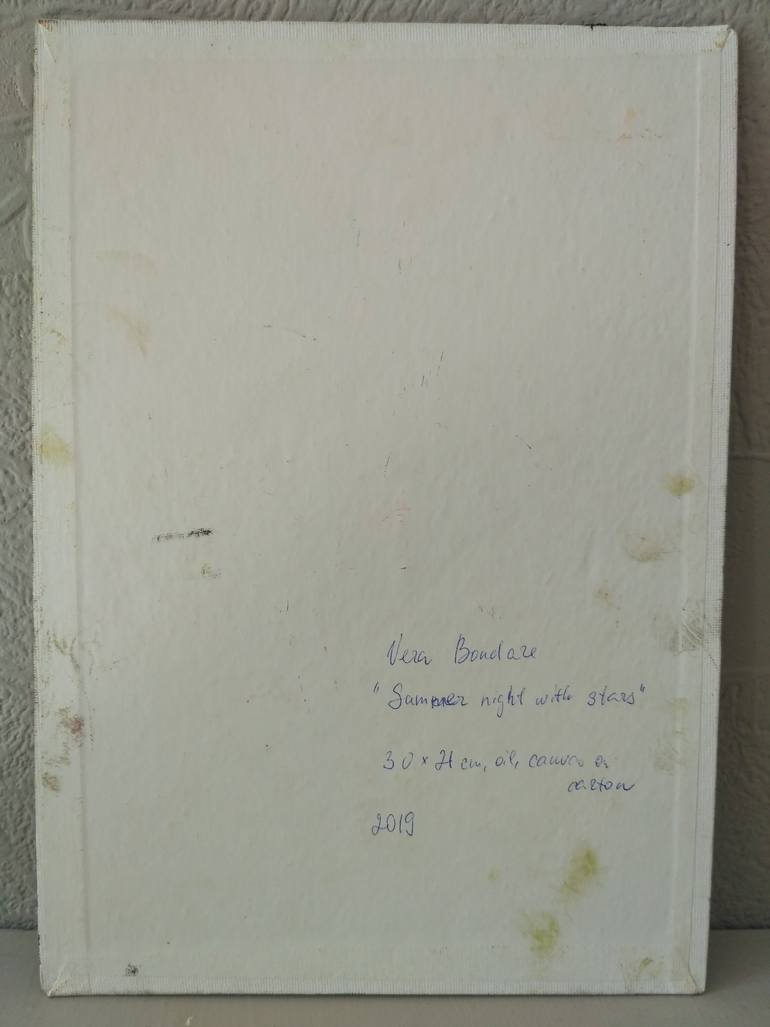 Vera Bondare
"Summer night with stars"
30 × 21 cm, oil, canvas on
carton
2019